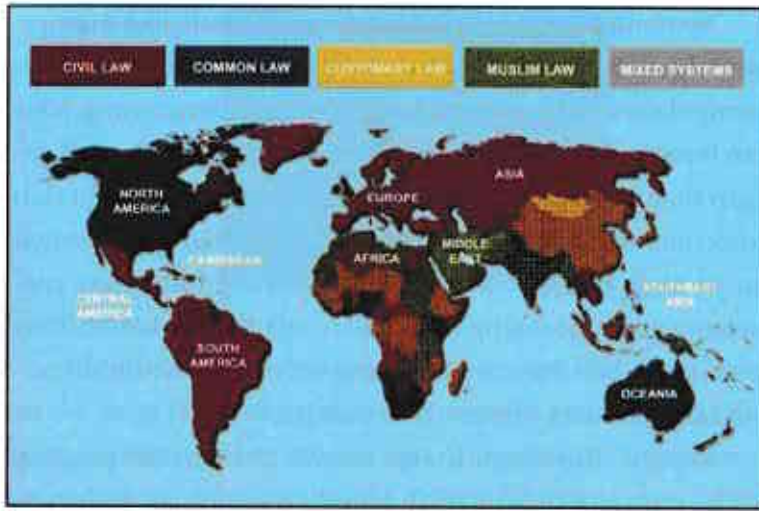 CIVIL LAW
COMMON LAW
CUSTOMARY LAW
MUSLIM LAW
MIXED SYSTEMS
NORTH
AMERICA
EUROPE
ASIA
CARIBBEAN
AFRICA
MIDDLE
EAST
CENTRAL
AMERICA
SOUTHEAST
ASIA
SOUTH
AMERICA
OCEANIA